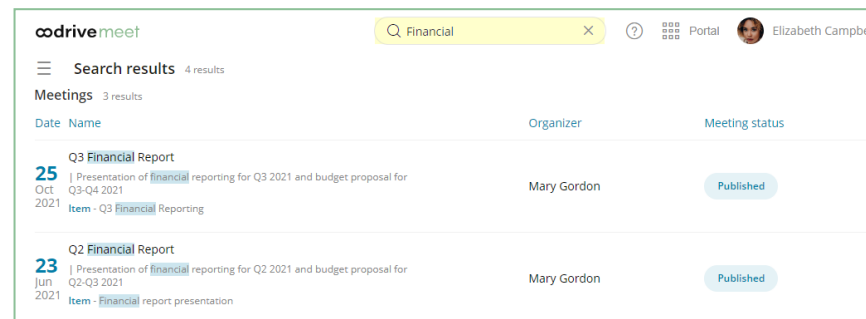 oodrive meet
Financial
? Portal Elizabeth Campbe
Search results 4 results
Meetings 3 results
Date Name Organizer Meeting status
Q3 Financial Report
25 | Presentation of financial reporting for Q3 2021 and budget proposal for
Oct Q3-Q4 2021 Mary Gordon Published
2021 Item - Q3 Financial Reporting
Q2 Financial Report
23 | Presentation of financial reporting for Q2 2021 and budget proposal for
Jun Q2-Q3 2021 Mary Gordon Published
2021 Item - Financial report presentation